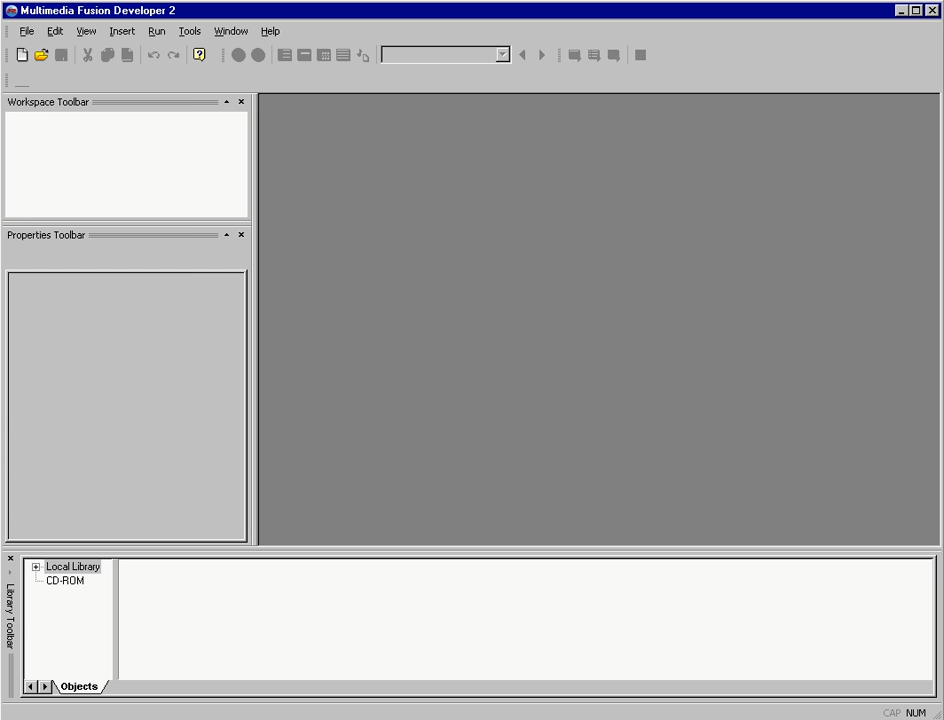 Multimedia Fusion Developer 2
File Edit View Insert Run Tools Window Help
Workspace Toolbar
Properties Toolbar
Library Toolbar
Local Library
CD-ROM
Objects
CAP NUM